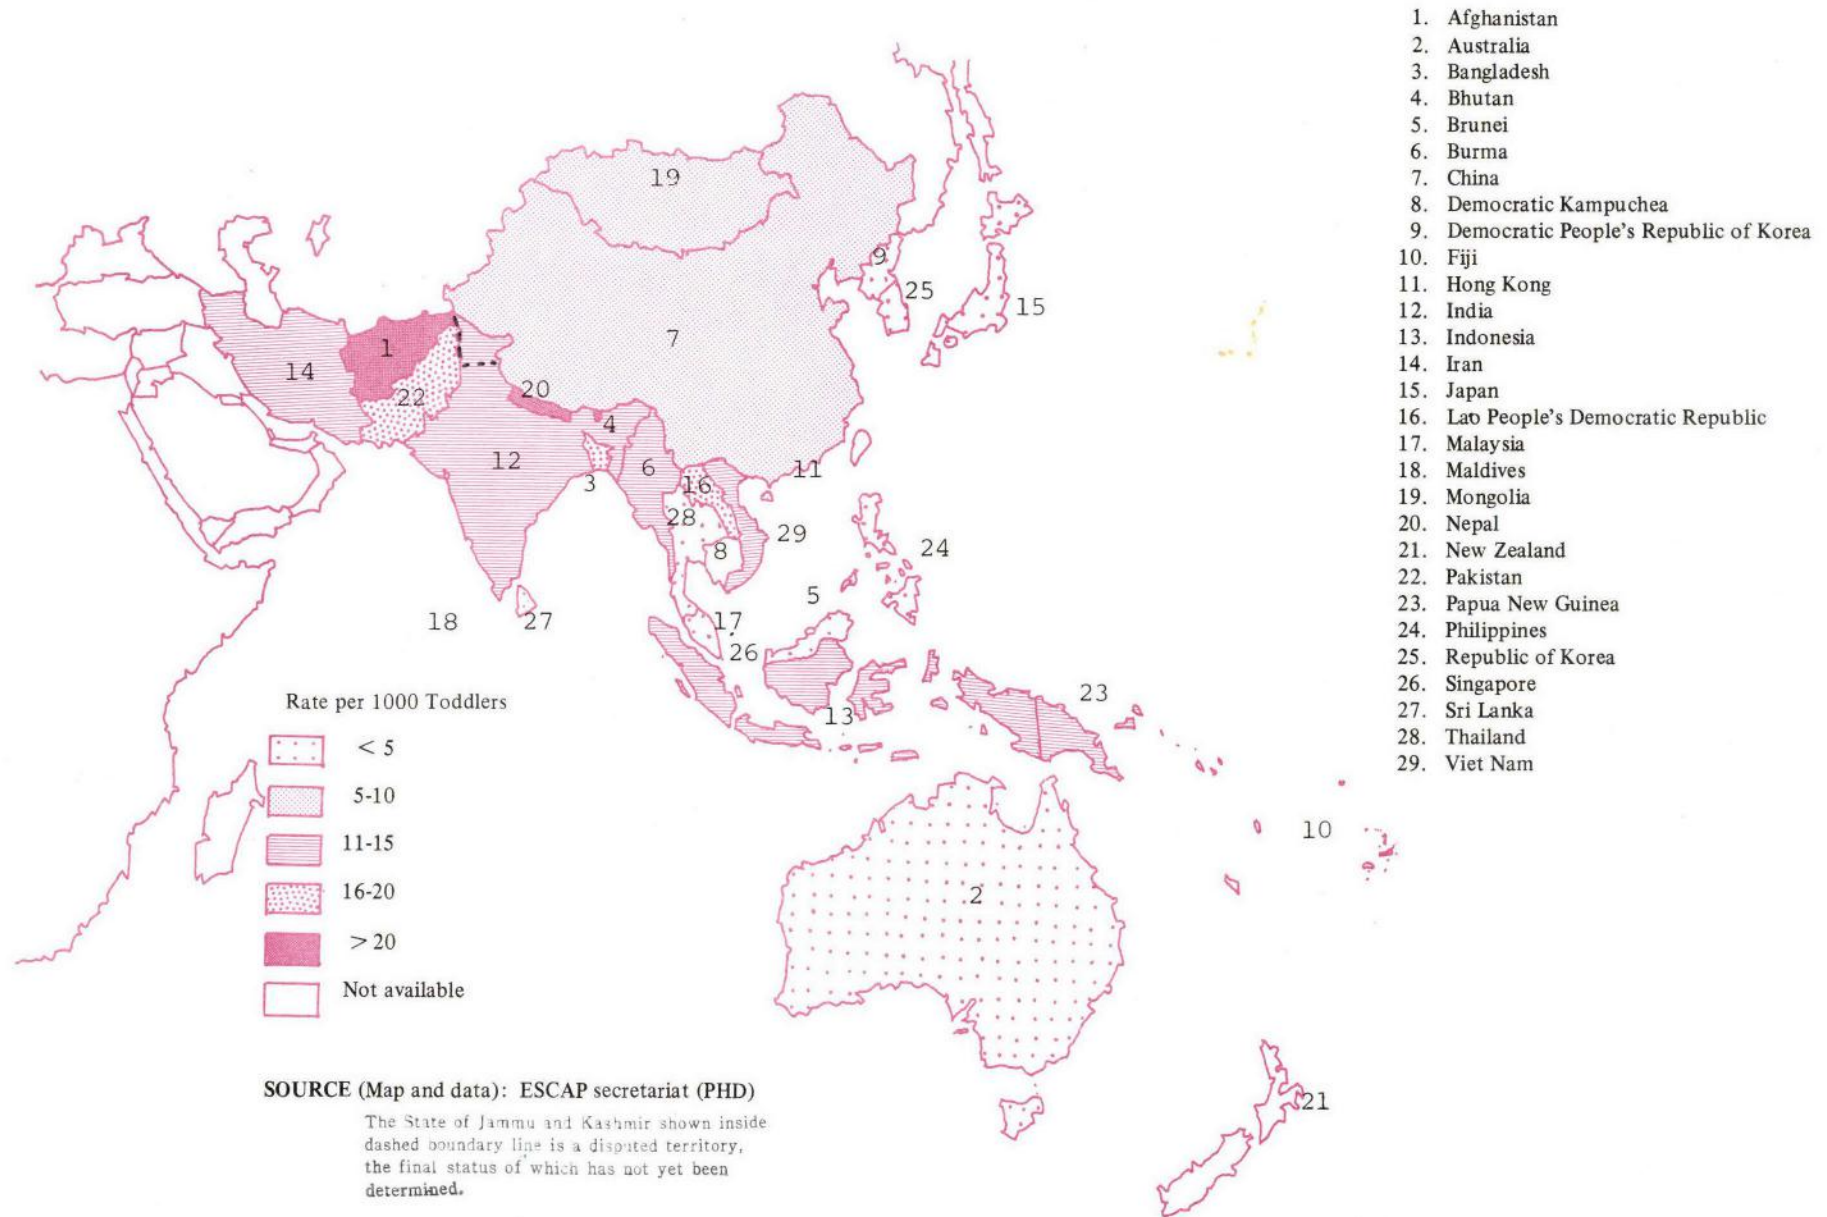 1. Afghanistan
2. Australia
3. Bangladesh
4. Bhutan
5. Brunei
6. Burma
7. China
8. Democratic Kampuchea
9. Democratic People's Republic of Korea
10. Fiji
11. Hong Kong
12. India
13. Indonesia
14. Iran
15. Japan
16. Lao People's Democratic Republic
17. Malaysia
18. Maldives
19. Mongolia
20. Nepal
21. New Zealand
22. Pakistan
23. Papua New Guinea
24. Philippines
25. Republic of Korea
26. Singapore
27. Sri Lanka
28. Thailand
29. Viet Nam
19
9
25
15
7
1
14
22
20
4
12
6
11
3
16
28
29
8
24
5
18
27
17
26
23
13
10
2
21
Rate per 1000 Toddlers
< 5
5-10
11-15
16-20
> 20
Not available
SOURCE (Map and data): ESCAP secretariat (PHD)
The State of Jammu and Kashmir shown inside
dashed boundary line is a disputed territory,
the final status of which has not yet been
determined.